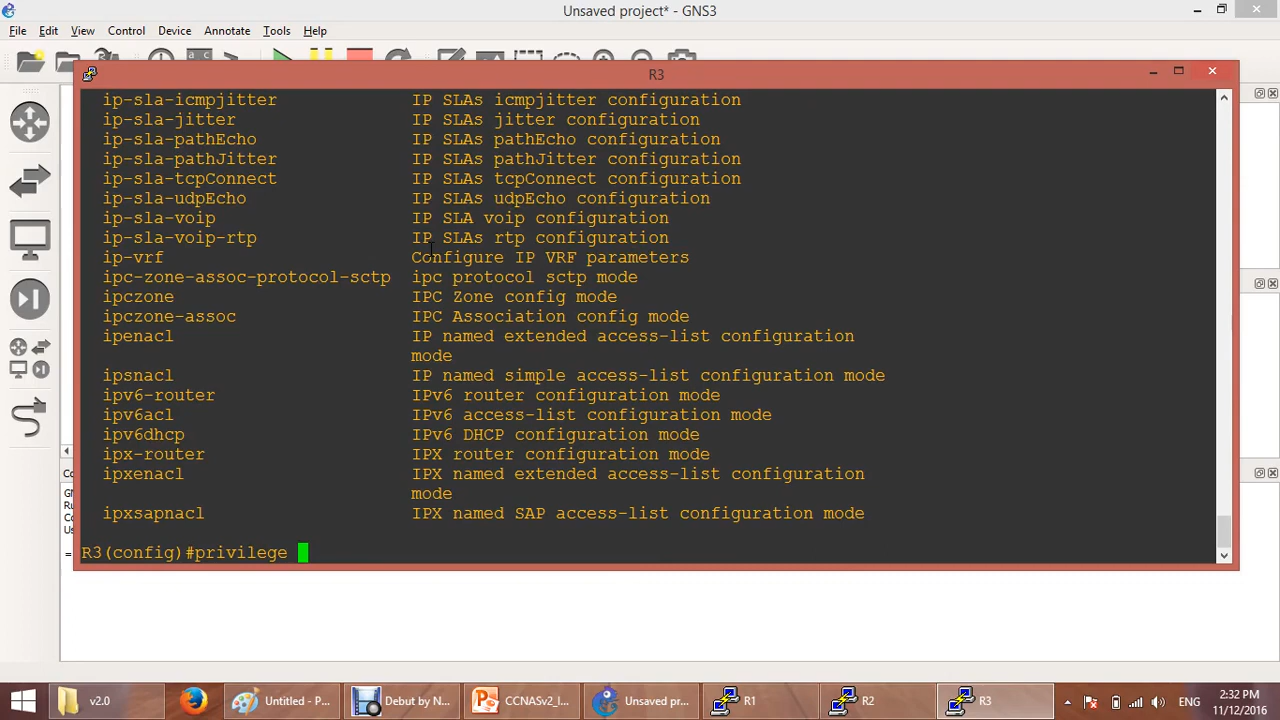 Unsaved project* - GNS3
File Edit View Control Device Annotate Tools Help
R3
ip-sla-icmpjitter IP SLAs icmpjitter configuration
ip-sla-jitter IP SLAs jitter configuration
ip-sla-pathEcho IP SLAs pathEcho configuration
ip-sla-pathJitter IP SLAs pathJitter configuration
ip-sla-tcpConnect IP SLAs tcpConnect configuration
ip-sla-udpEcho IP SLAs udpEcho configuration
ip-sla-voip IP SLA voip configuration
ip-sla-voip-rtp IP SLAs rtp configuration
ip-vrf Configure IP VRF parameters
ipc-zone-assoc-protocol-sctp ipc protocol sctp mode
ipczone IPC Zone config mode
ipczone-assoc IPC Association config mode
ipenacl IP named extended access-list configuration
mode
ipsnacl IP named simple access-list configuration mode
ipv6-router IPv6 router configuration mode
ipv6acl IPv6 access-list configuration mode
ipv6dhcp IPv6 DHCP configuration mode
ipx-router IPX router configuration mode
ipxenacl IPX named extended access-list configuration
mode
ipxsapnacl IPX named SAP access-list configuration mode
R3(config)#privilege
v2.0 Untitled - P... Debut by N... CCNASv2_I... Unsaved pr... R1 R2 R3 ENG 2:32 PM
11/12/2016